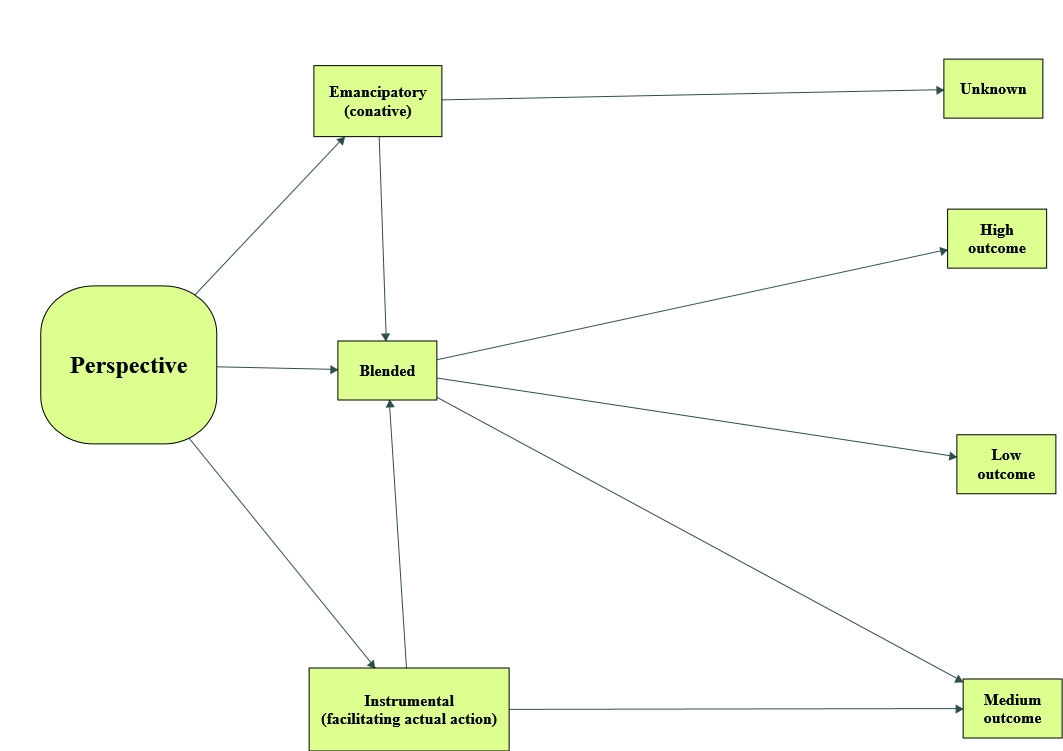 Emancipatory
(conative)
Unknown
High
outcome
Perspective
Blended
Low
outcome
Instrumental
(facilitating actual action)
Medium
outcome